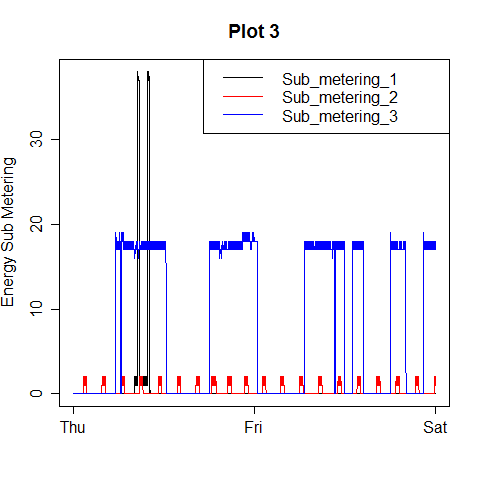 Plot 3
Sub_metering_1
Sub_metering_2
Sub_metering_3
Energy Sub Metering
30
20
10
0
Thu Fri Sat